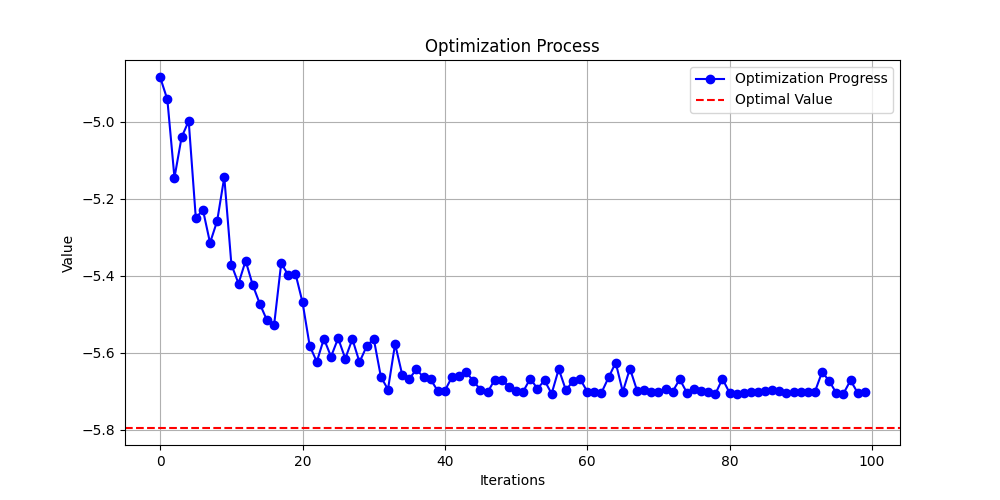 Optimization Process
Optimization Progress
Optimal Value
Value
−5.0
−5.2
−5.4
−5.6
−5.8
0 20 40 60 80 100
Iterations